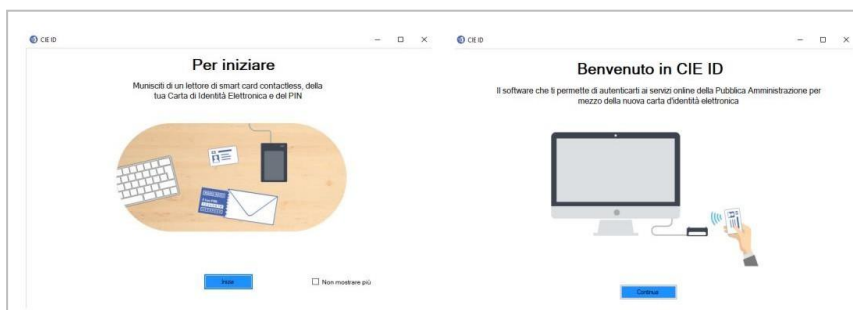 CIE ID
Per iniziare
Munisciti di un lettore di smart card contactless, della
tua Carta di Identità Elettronica e del PIN
Inizia
Non mostrare più
CIE ID
Benvenuto in CIE ID
Il software che ti permette di autenticarti ai servizi online della Pubblica Amministrazione per
mezzo della nuova carta d'identità elettronica
Continua